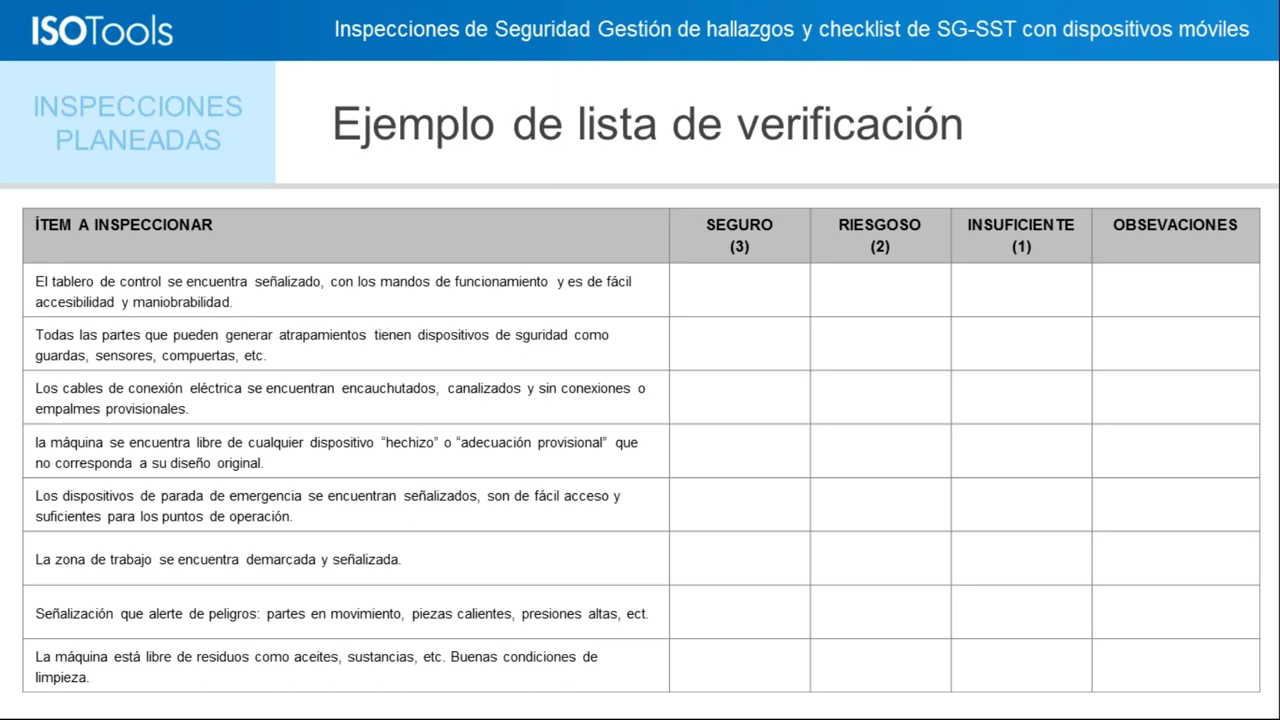 ISOTools
Inspecciones de Seguridad Gestión de hallazgos y checklist de SG-SST con dispositivos móviles
INSPECCIONES
PLANEADAS
Ejemplo de lista de verificación
ÍTEM A INSPECCIONAR
SEGURO
(3)
RIESGOSO
(2)
INSUFICIENTE
(1)
OBSEVACIONES
El tablero de control se encuentra señalizado, con los mandos de funcionamiento y es de fácil
accesibilidad y maniobrabilidad.
Todas las partes que pueden generar atrapamientos tienen dispositivos de sguridad como
guardas, sensores, compuertas, etc.
Los cables de conexión eléctrica se encuentran encauchutados, canalizados y sin conexiones o
empalmes provisionales.
la máquina se encuentra libre de cualquier dispositivo “hechizo” o “adecuación provisional” que
no corresponda a su diseño original.
Los dispositivos de parada de emergencia se encuentran señalizados, son de fácil acceso y
suficientes para los puntos de operación.
La zona de trabajo se encuentra demarcada y señalizada.
Señalización que alerte de peligros: partes en movimiento, piezas calientes, presiones altas, ect.
La máquina está libre de residuos como aceites, sustancias, etc. Buenas condiciones de
limpieza.